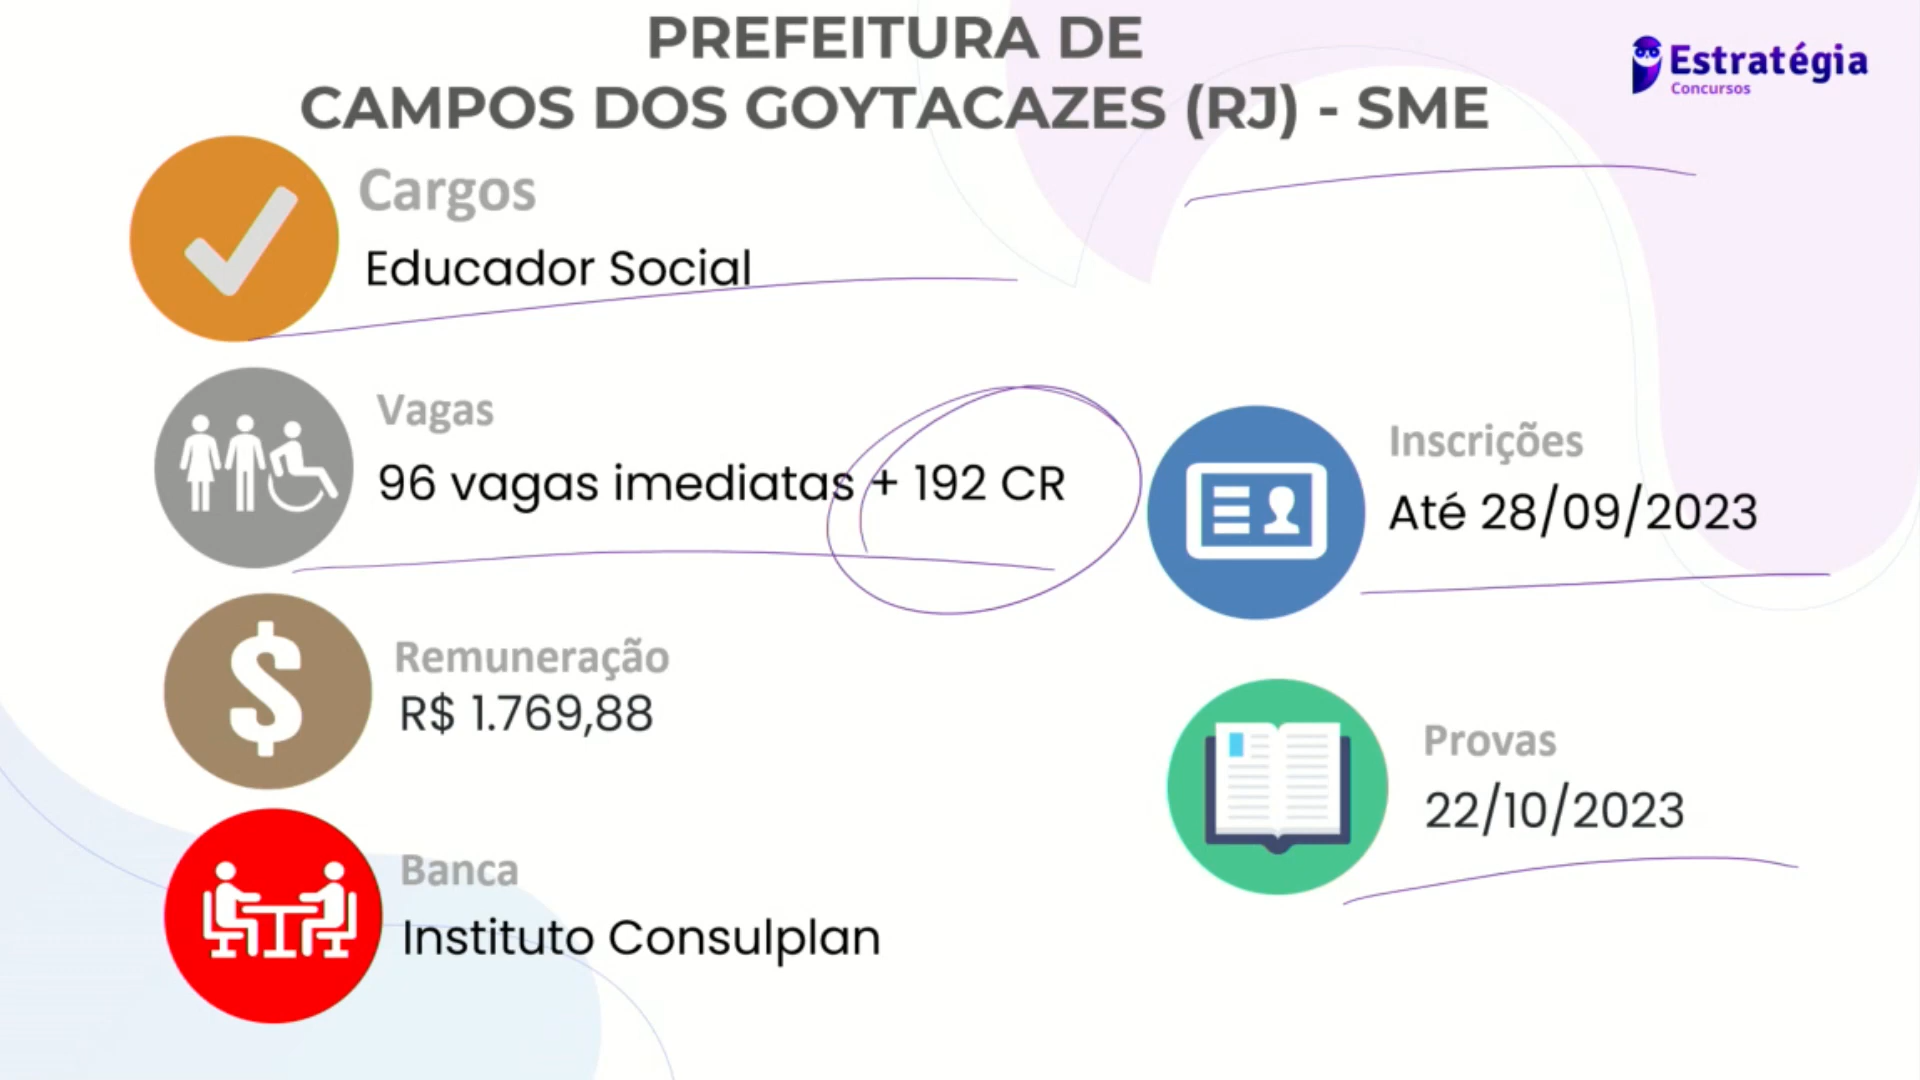 PREFEITURA DE
CAMPOS DOS GOYTACAZES (RJ) - SME
Estratégia
Concursos
Cargos
Educador Social
Vagas
96 vagas imediatas + 192 CR
Inscrições
Até 28/09/2023
Remuneração
R$ 1.769,88
Provas
22/10/2023
Banca
Instituto Consulplan